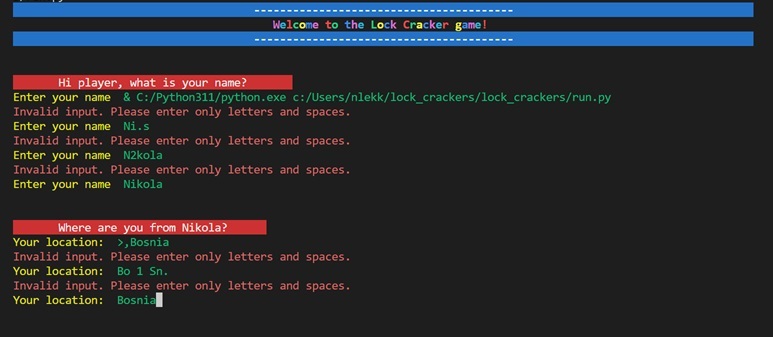 ----------------------------------------
Welcome to the Lock Cracker game!
----------------------------------------
Hi player, what is your name?
Enter your name  & C:/Python311/python.exe c:/Users/nlekk/lock_crackers/lock_crackers/run.py
Invalid input. Please enter only letters and spaces.
Enter your name  Ni.s
Invalid input. Please enter only letters and spaces.
Enter your name  N2kola
Invalid input. Please enter only letters and spaces.
Enter your name  Nikola
Where are you from Nikola?
Your location:  >,Bosnia
Invalid input. Please enter only letters and spaces.
Your location:  Bo 1 Sn.
Invalid input. Please enter only letters and spaces.
Your location:  Bosnia